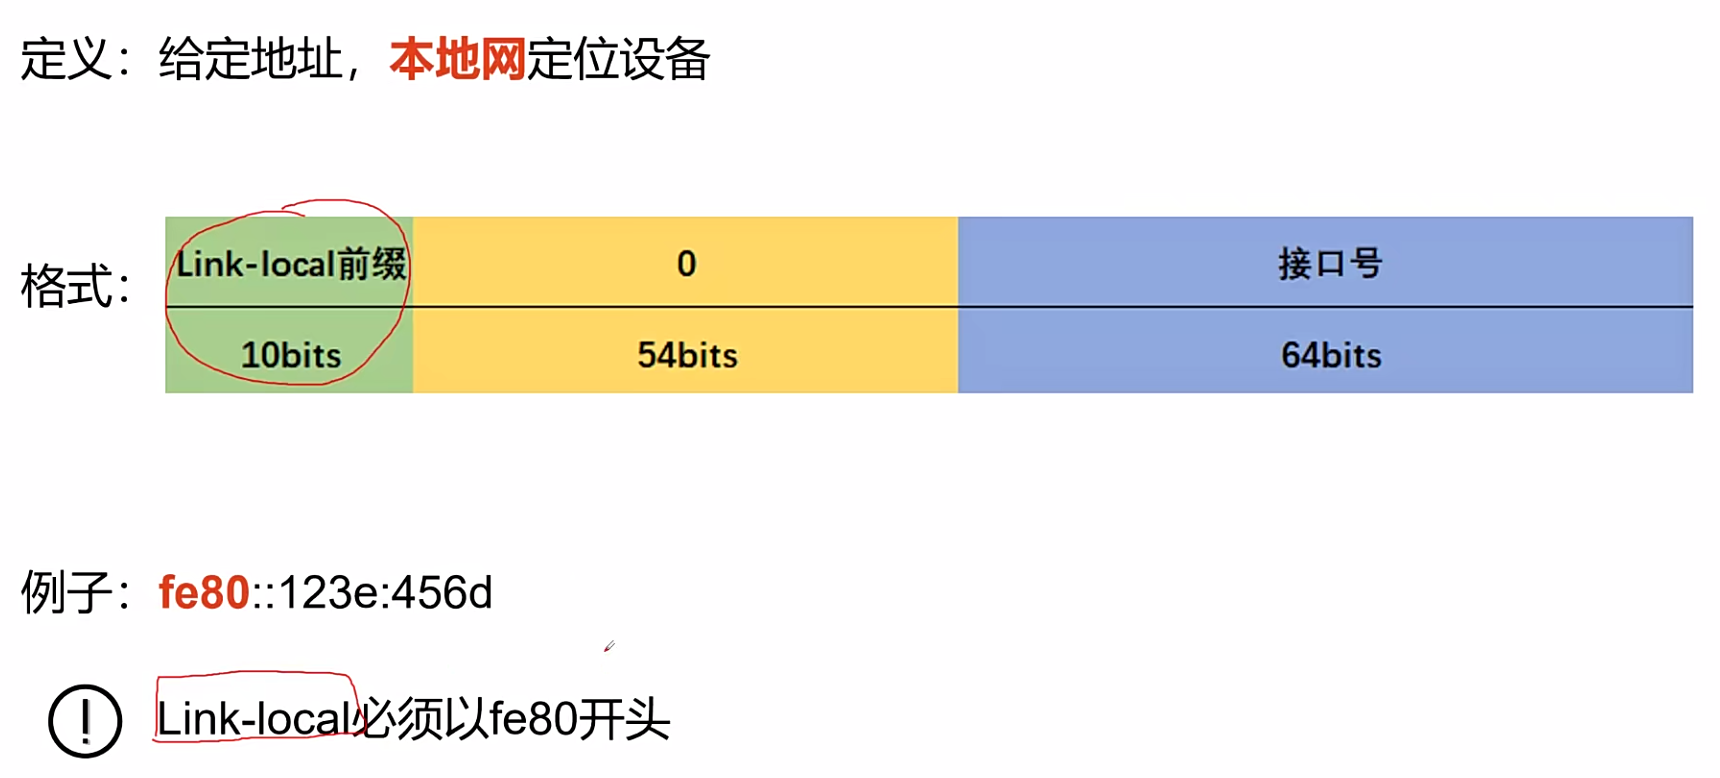 定义：给定地址，本地网定位设备
格式：
Link-local前缀 0 接口号
10bits 54bits 64bits
例子：fe80::123e:456d
! Link-local必须以fe80开头